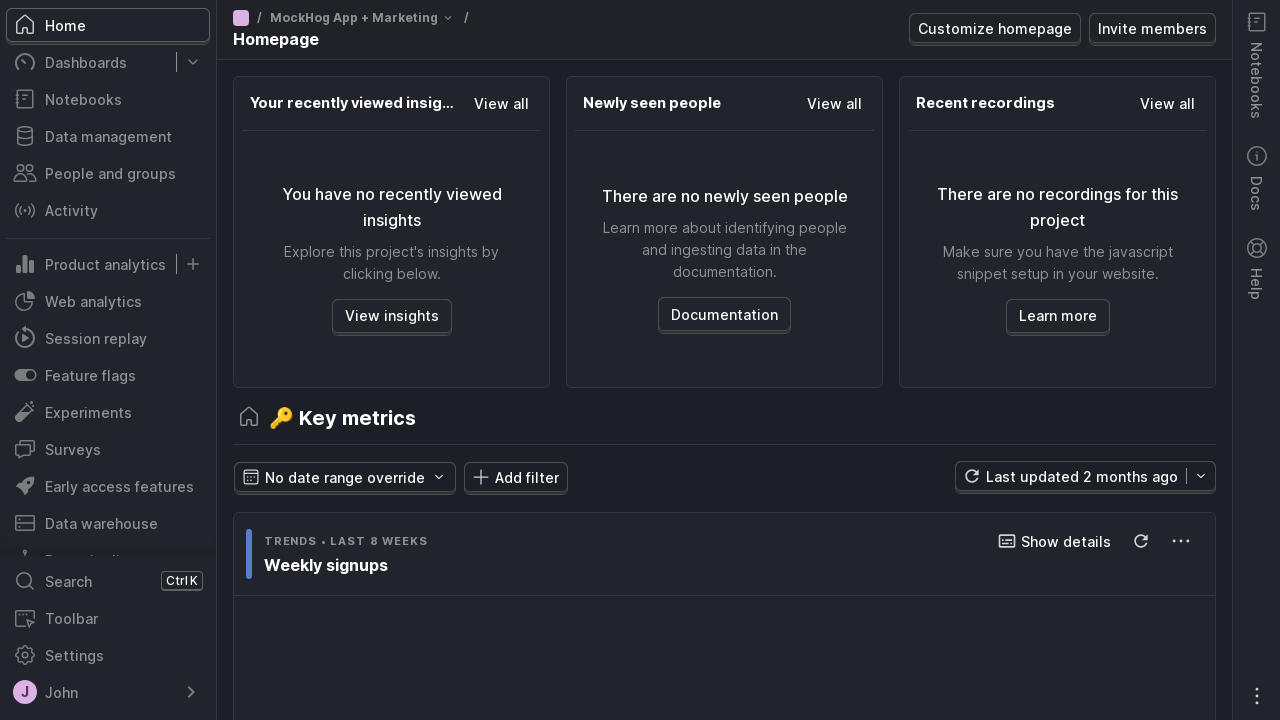 Home
Dashboards
Notebooks
Data management
People and groups
Activity
Product analytics
Web analytics
Session replay
Feature flags
Experiments
Surveys
Early access features
Data warehouse
Search
Ctrl K
Toolbar
Settings
J
John
/ MockHog App + Marketing /
Homepage
Customize homepage
Invite members
Your recently viewed insig...
View all
You have no recently viewed
insights
Explore this project's insights by
clicking below.
View insights
Newly seen people
View all
There are no newly seen people
Learn more about identifying people
and ingesting data in the
documentation.
Documentation
Recent recordings
View all
There are no recordings for this
project
Make sure you have the javascript
snippet setup in your website.
Learn more
🔑 Key metrics
No date range override
Add filter
Last updated 2 months ago
TRENDS • LAST 8 WEEKS
Show details
Weekly signups
Notebooks
Docs
Help